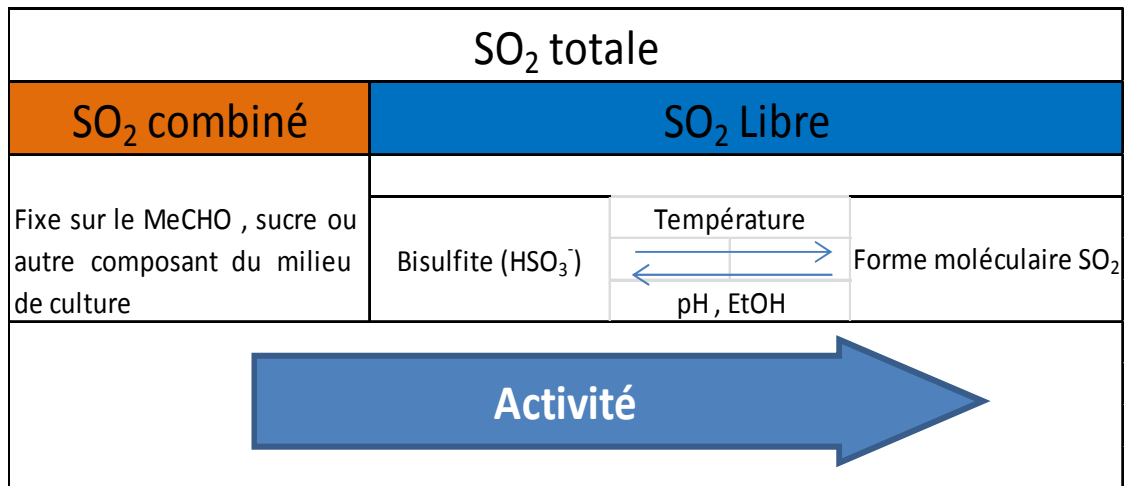 SO₂ totale
SO₂ combiné
SO₂ Libre
Fixe sur le MeCHO , sucre ou
autre composant du milieu
de culture
Bisulfite (HSO₃⁻)
Température
pH , EtOH
Forme moléculaire SO₂
Activité